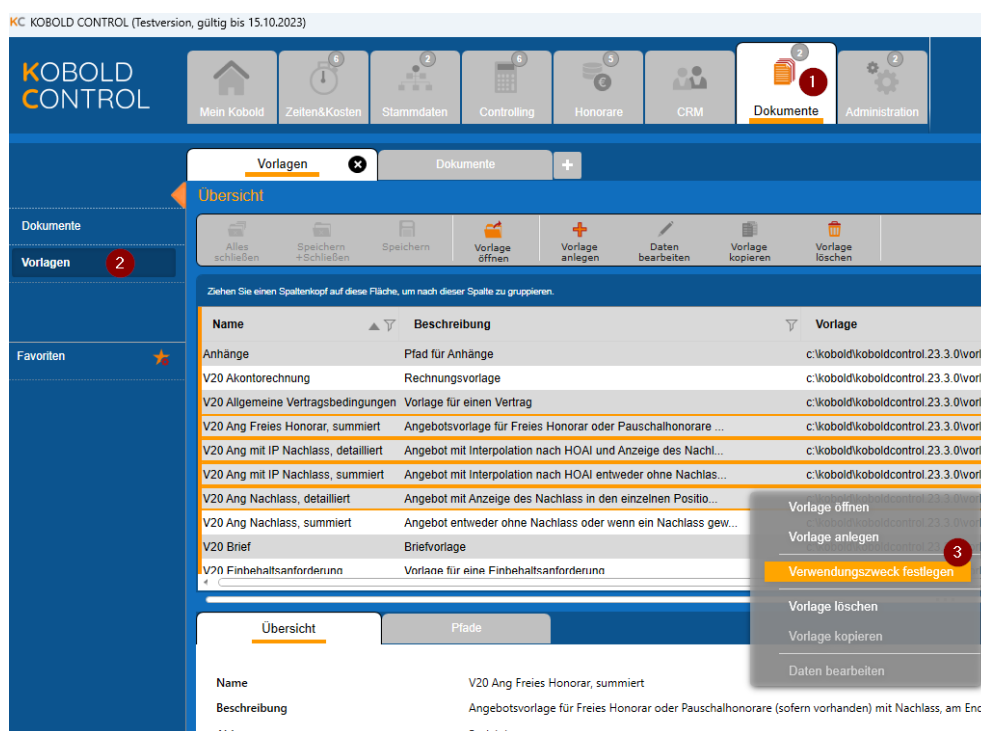 KC KOBOLD CONTROL (Testversion, gültig bis 15.10.2023)
KOBOLD
CONTROL
6 2 6 5 2 2
1
Mein Kobold Zeiten&Kosten Stammdaten Controlling Honorare CRM Dokumente Administration
Vorlagen Dokumente +
Übersicht
Dokumente
Vorlagen 2
Favoriten
Alles schließen
Speichern +Schließen
Speichern
Vorlage öffnen
Vorlage anlegen
Daten bearbeiten
Vorlage kopieren
Vorlage löschen
Ziehen Sie einen Spaltenkopf auf diese Fläche, um nach dieser Spalte zu gruppieren.
Name Beschreibung Vorlage
Anhänge Pfad für Anhänge c:\kobold\koboldcontrol.23.3.0\vorl
V20 Akontorechnung Rechnungsvorlage c:\kobold\koboldcontrol.23.3.0\vorl
V20 Allgemeine Vertragsbedingungen Vorlage für einen Vertrag c:\kobold\koboldcontrol.23.3.0\vorl
V20 Ang Freies Honorar, summiert Angebotsvorlage für Freies Honorar oder Pauschalhonorare ... c:\kobold\koboldcontrol.23.3.0\vorl
V20 Ang mit IP Nachlass, detailliert Angebot mit Interpolation nach HOAI und Anzeige des Nachl... c:\kobold\koboldcontrol.23.3.0\vorl
V20 Ang mit IP Nachlass, summiert Angebot mit Interpolation nach HOAI entweder ohne Nachlas... c:\kobold\koboldcontrol.23.3.0\vorl
V20 Ang Nachlass, detailliert Angebot mit Anzeige des Nachlass in den einzelnen Positio...
V20 Ang Nachlass, summiert Angebot entweder ohne Nachlass oder wenn ein Nachlass gew...
V20 Brief Briefvorlage
V20 Einbehaltsanforderung Vorlage für eine Einbehaltsanforderung
Vorlage öffnen
Vorlage anlegen
3
Verwendungszweck festlegen
Vorlage löschen
Vorlage kopieren
Daten bearbeiten
Übersicht Pfade
Name V20 Ang Freies Honorar, summiert
Beschreibung Angebotsvorlage für Freies Honorar oder Pauschalhonorare (sofern vorhanden) mit Nachlass, am End